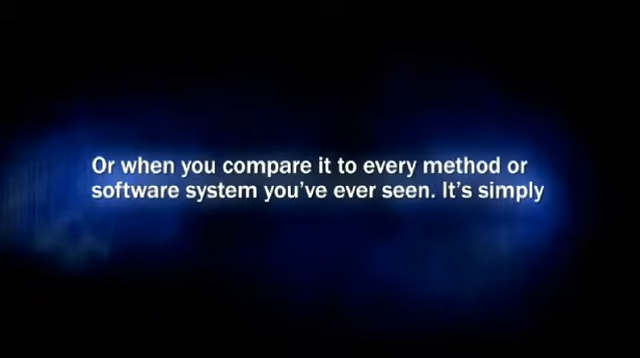 Or when you compare it to every method or
software system you've ever seen. It's simply